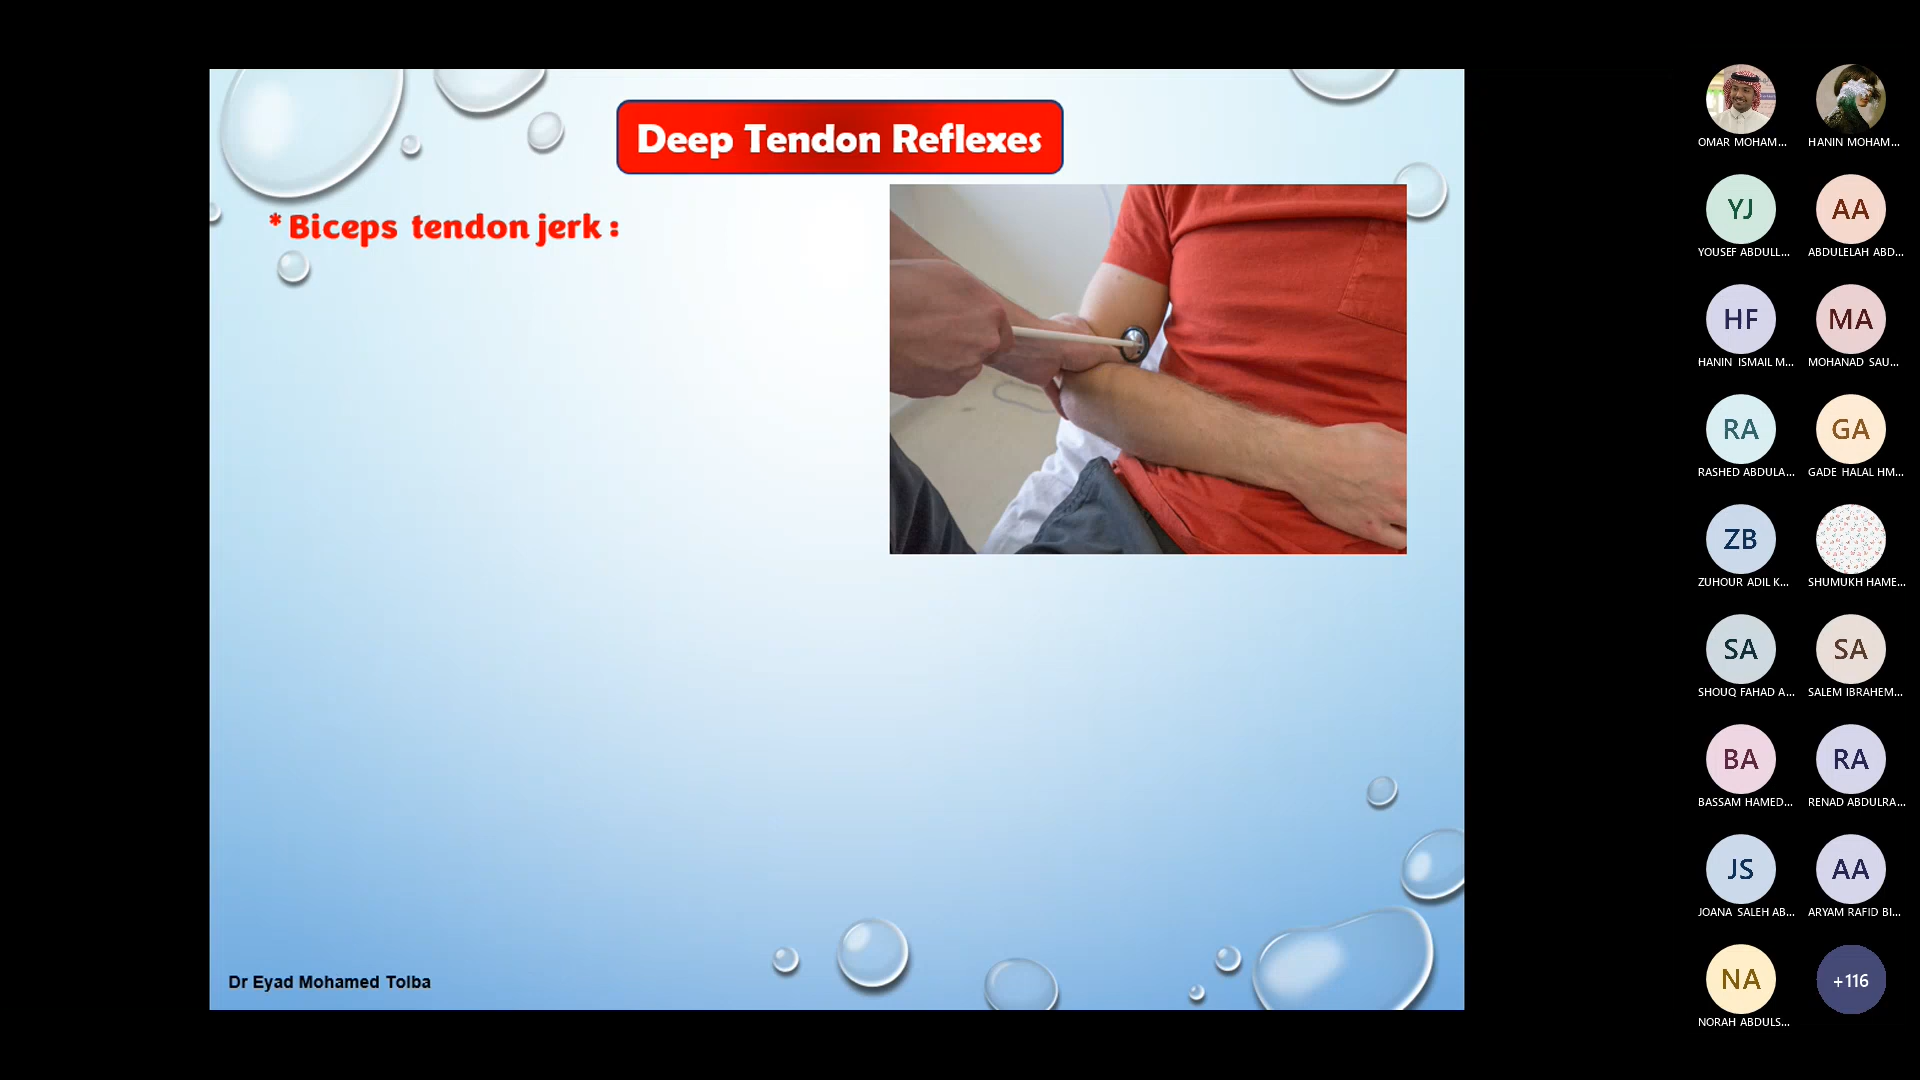 Deep Tendon Reflexes
* Biceps tendon jerk :
Dr Eyad Mohamed Tolba
OMAR MOHAM...
HANIN MOHAM...
YJ
YOUSEF ABDULL...
AA
ABDULELAH ABD...
HF
HANIN ISMAIL M...
MA
MOHANAD SAU...
RA
RASHED ABDULA...
GA
GADE HALAL HM...
ZB
ZUHOUR ADIL K...
SHUMUKH HAME...
SA
SHOUQ FAHAD A...
SA
SALEM IBRAHEM...
BA
BASSAM HAMED...
RA
RENAD ABDULRA...
JS
JOANA SALEH AB...
AA
ARYAM RAFID BI...
NA
NORAH ABDULS...
+116